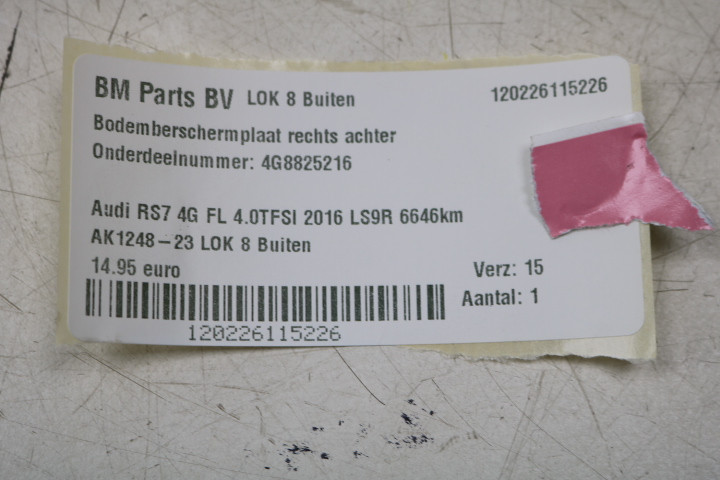 BM Parts BV LOK 8 Buiten 120226115226
Bodemberschermplaat rechts achter
Onderdeelnummer: 4G8825216
Audi RS7 4G FL 4.0TFSI 2016 LS9R 6646km
AK1248-23 LOK 8 Buiten
14.95 euro Verz: 15
Aantal: 1
120226115226